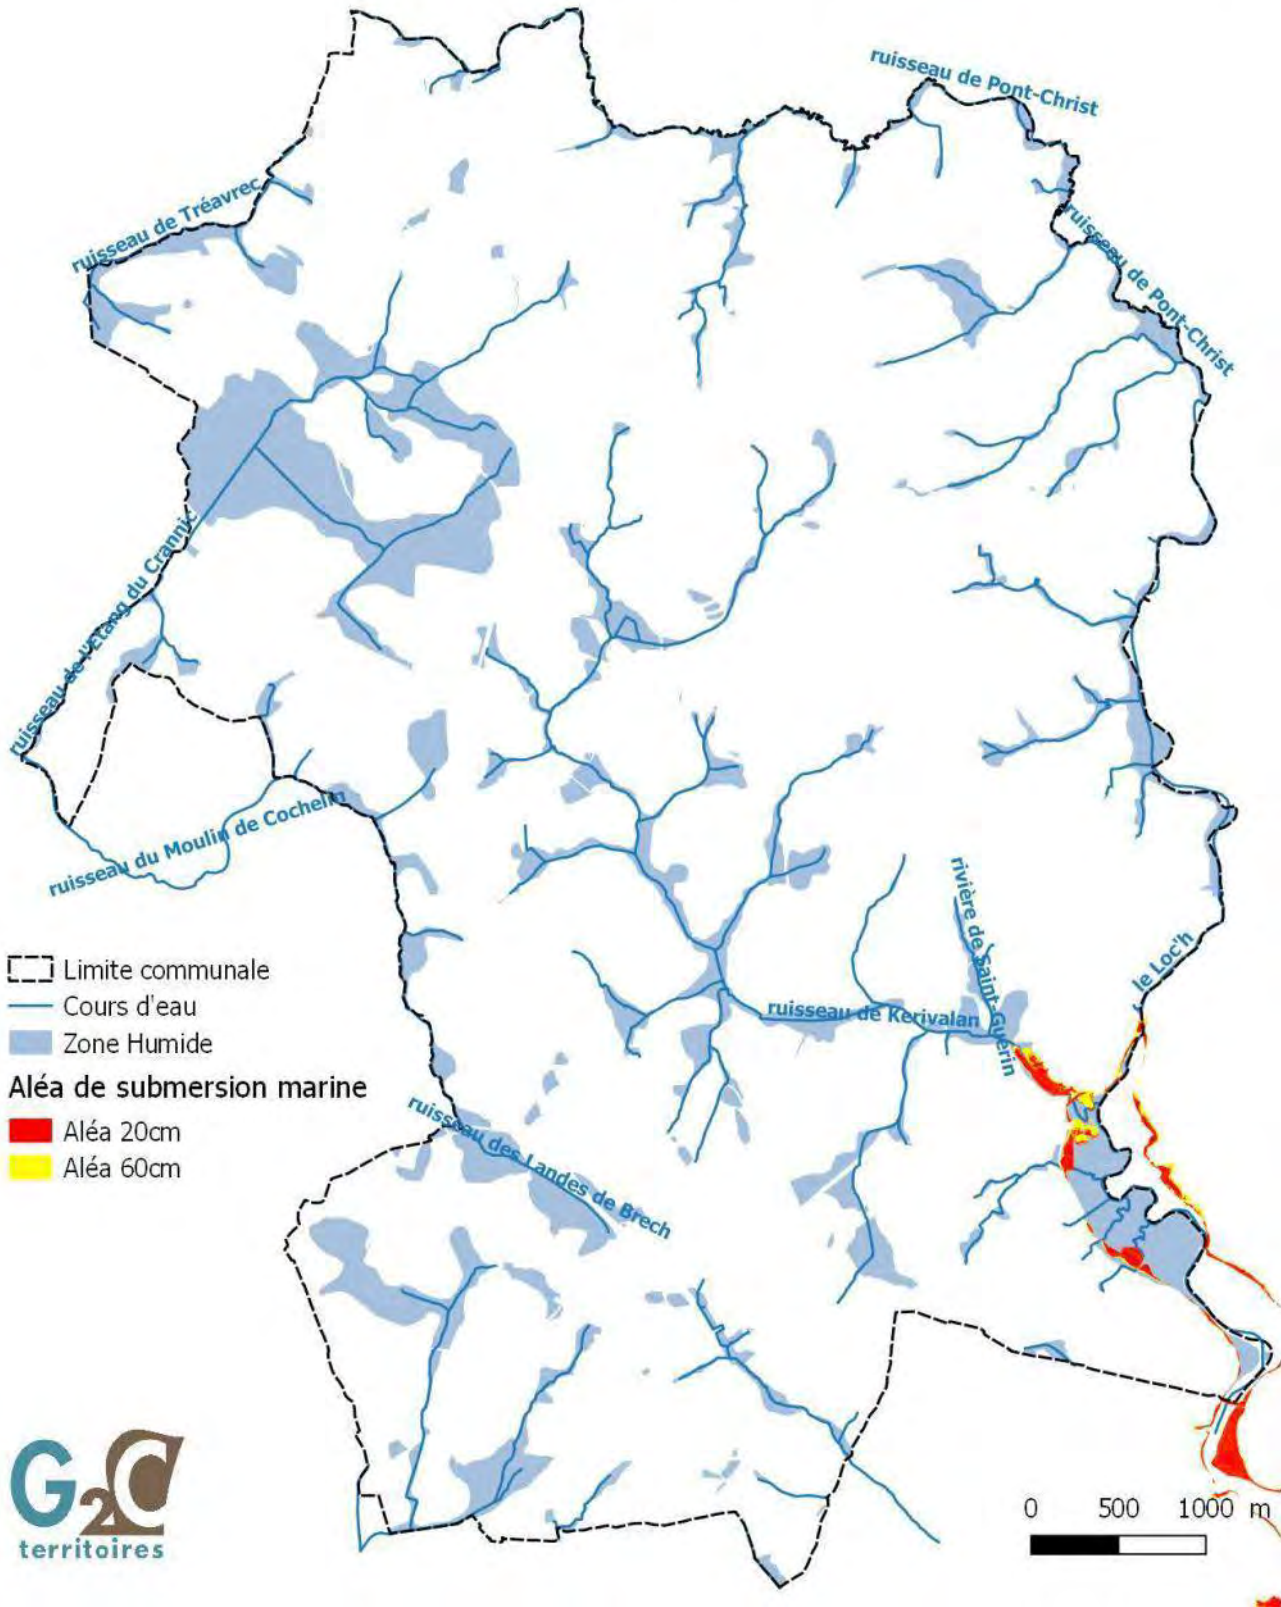 ruisseau de Pont-Christ
ruisseau de Tréavrec
ruisseau de Pont-Christ
ruisseau de l'Etang du Crannic
ruisseau du Moulin de Cochelin
rivière de Saint-Guérin
le Loc'h
ruisseau de Kerivalan
ruisseau des Landes de Brech
Limite communale
Cours d'eau
Zone Humide
Aléa de submersion marine
Aléa 20cm
Aléa 60cm
G2C
territoires
0 500 1000 m